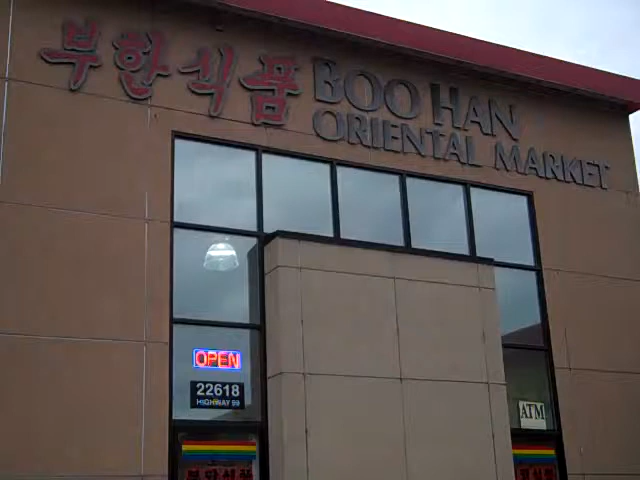 부한식품
BOO HAN
ORIENTAL MARKET
OPEN
22618
HIGHWAY 99
ATM